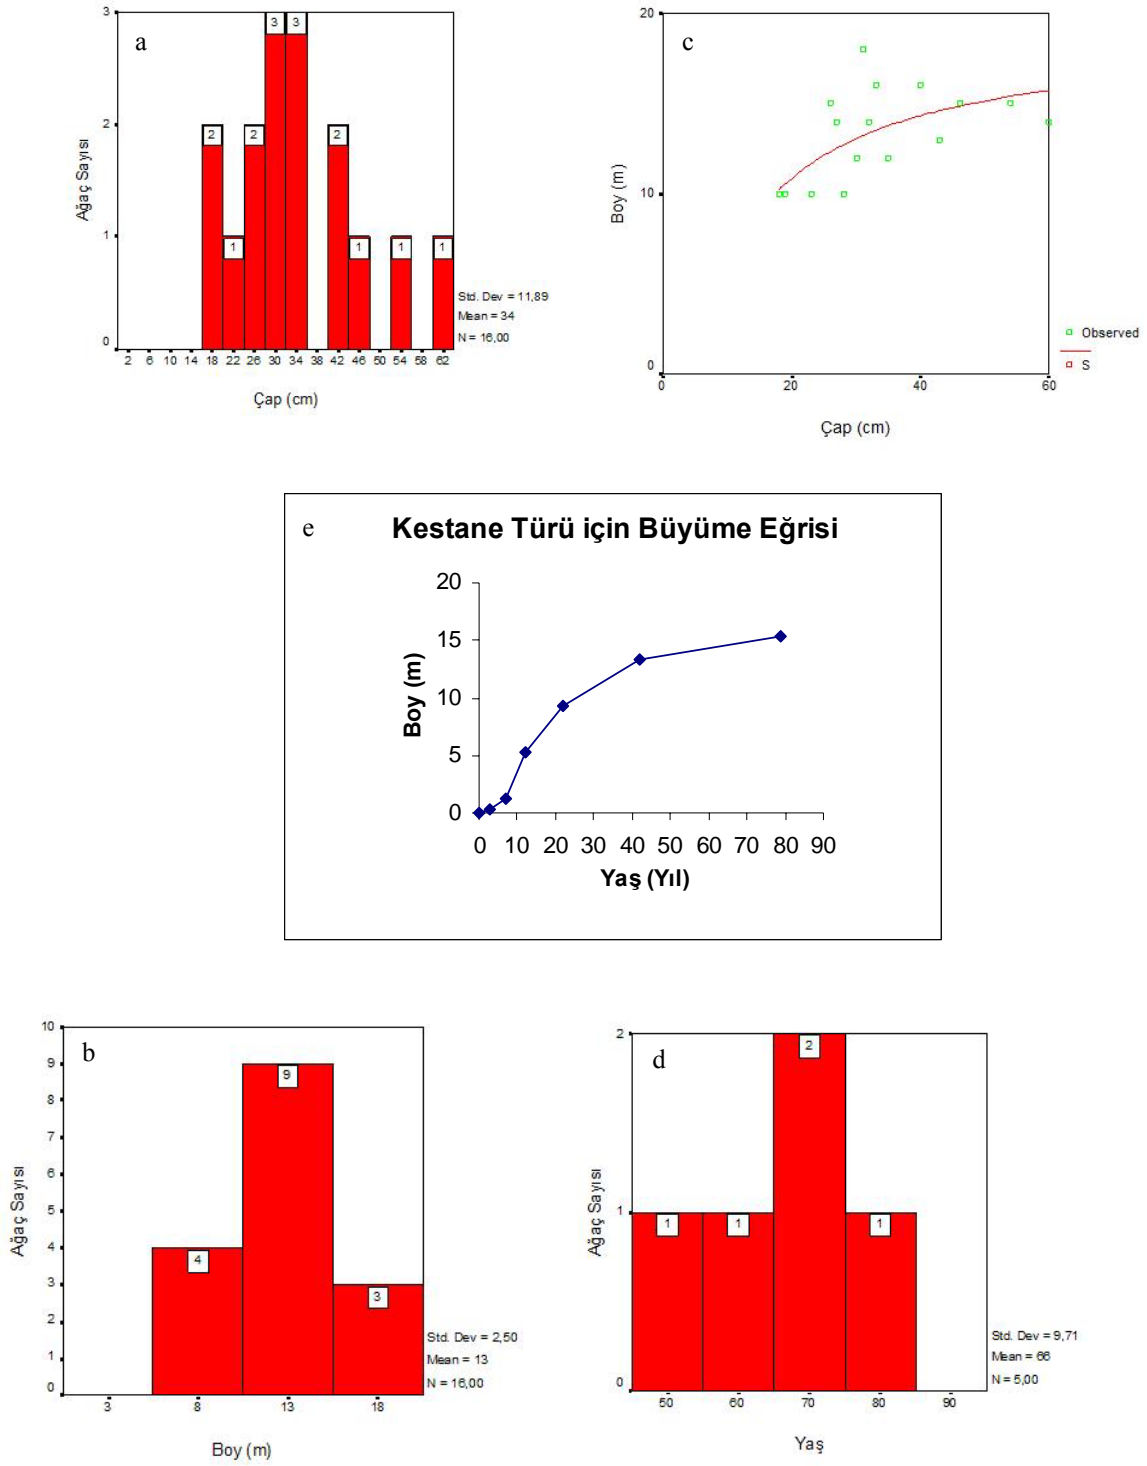 a
Ağaç Sayısı
3
2
1
0
2
1
2
3
3
2
1
1
1
Std. Dev = 11,89
Mean = 34
N = 16,00
2 6 10 14 18 22 26 30 34 38 42 46 50 54 58 62
Çap (cm)
c
Boy (m)
20
10
0
0 20 40 60
Çap (cm)
Observed
S
e
Kestane Türü için Büyüme Eğrisi
Boy (m)
20
15
10
5
0
0 10 20 30 40 50 60 70 80 90
Yaş (Yıl)
b
Ağaç Sayısı
10
9
8
7
6
5
4
3
2
1
0
4
9
3
Std. Dev = 2,50
Mean = 13
N = 16,00
3 8 13 18
Boy (m)
d
Ağaç Sayısı
2
1
0
1
1
2
1
Std. Dev = 9,71
Mean = 66
N = 5,00
50 60 70 80 90
Yaş